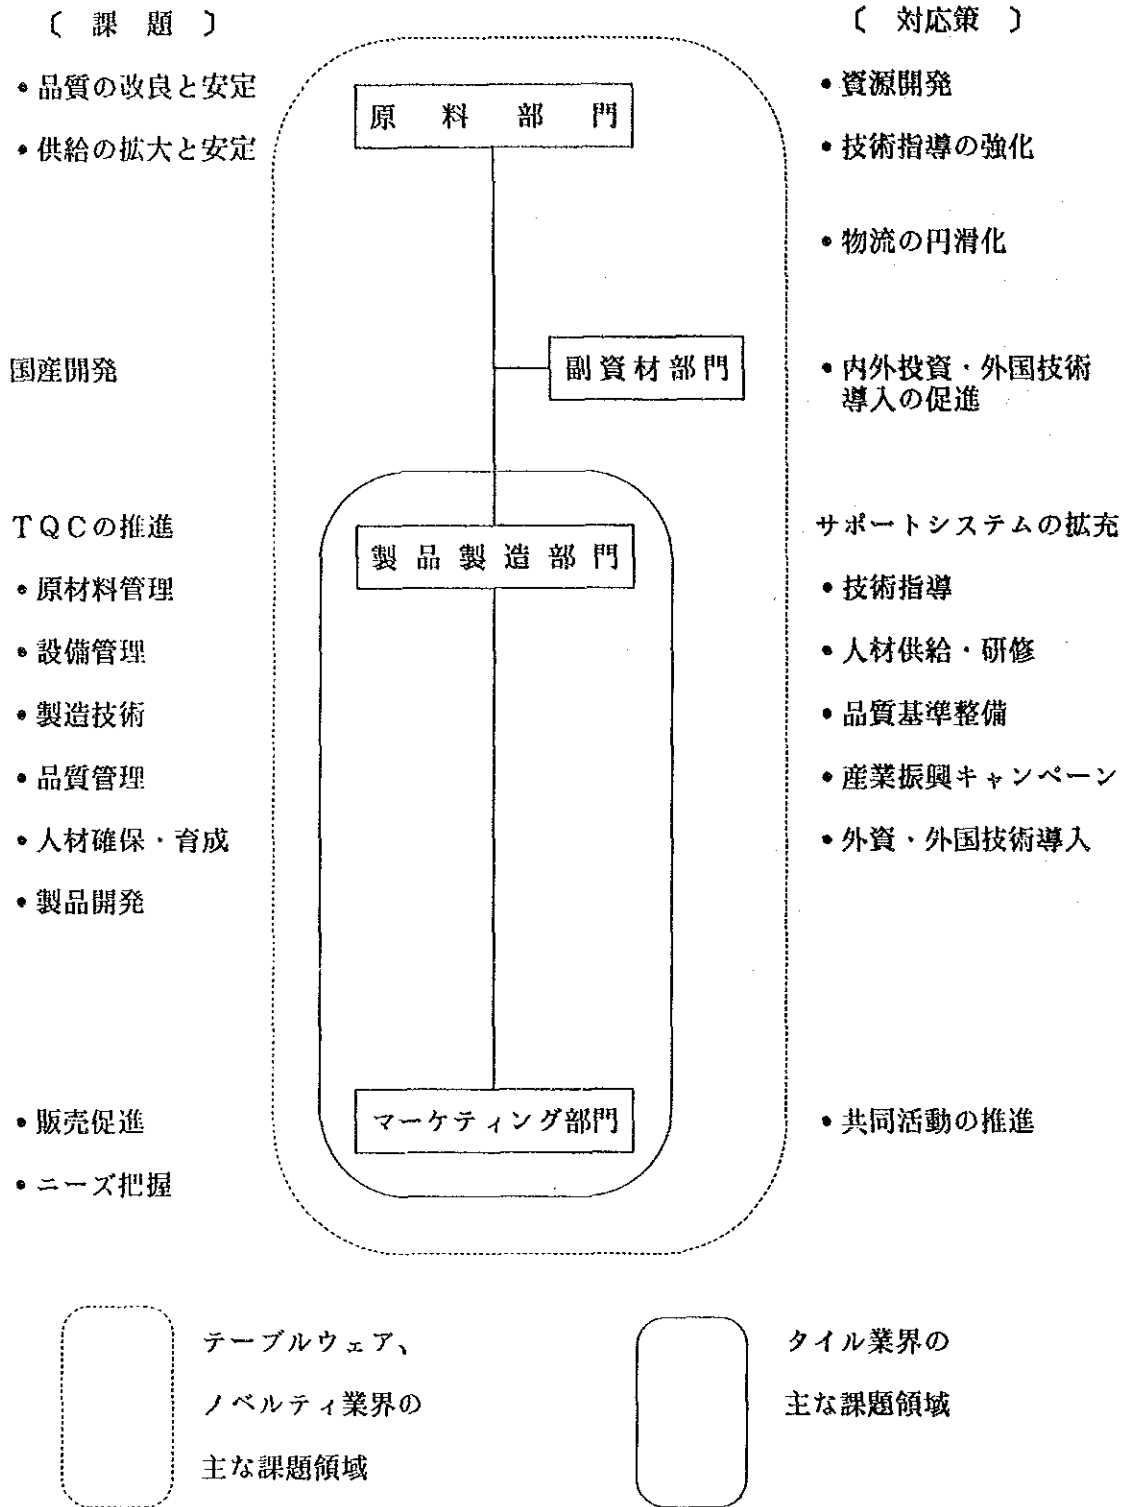 〔 課 題 〕
・品質の改良と安定
・供給の拡大と安定
国産開発
TQCの推進
・原材料管理
・設備管理
・製造技術
・品質管理
・人材確保・育成
・製品開発
・販売促進
・ニーズ把握
原料部門
副資材部門
製品製造部門
マーケティング部門
〔 対応策 〕
・資源開発
・技術指導の強化
・物流の円滑化
・内外投資・外国技術
導入の促進
サポートシステムの拡充
・技術指導
・人材供給・研修
・品質基準整備
・産業振興キャンペーン
・外資・外国技術導入
・共同活動の推進
テーブルウェア、
ノベルティ業界の
主な課題領域
タイル業界の
主な課題領域